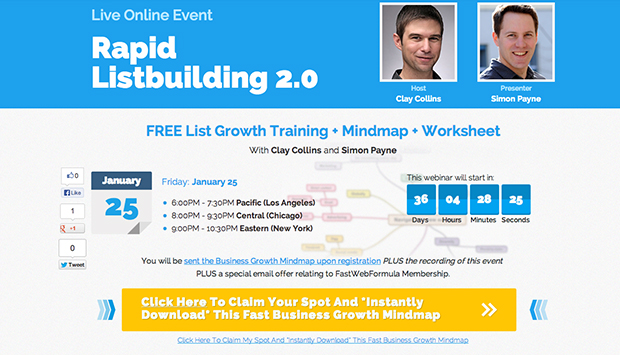 Live Online Event
Rapid
Listbuilding 2.0
Host
Clay Collins
Presenter
Simon Payne
FREE List Growth Training + Mindmap + Worksheet
With Clay Collins and Simon Payne
0
Like
1
+1
0
Tweet
January
25
Friday: January 25
• 6:00PM - 7:30PM Pacific (Los Angeles)
• 8:00PM - 9:30PM Central (Chicago)
• 9:00PM - 10:30PM Eastern (New York)
This webinar will start in:
36 04 28 25
Days Hours Minutes Seconds
You will be sent the Business Growth Mindmap upon registration PLUS the recording of this event
PLUS a special email offer relating to FastWebFormula Membership.
Click Here To Claim Your Spot And "Instantly
Download" This Fast Business Growth Mindmap
Click Here To Claim My Spot And "Instantly Download" This Fast Business Growth Mindmap